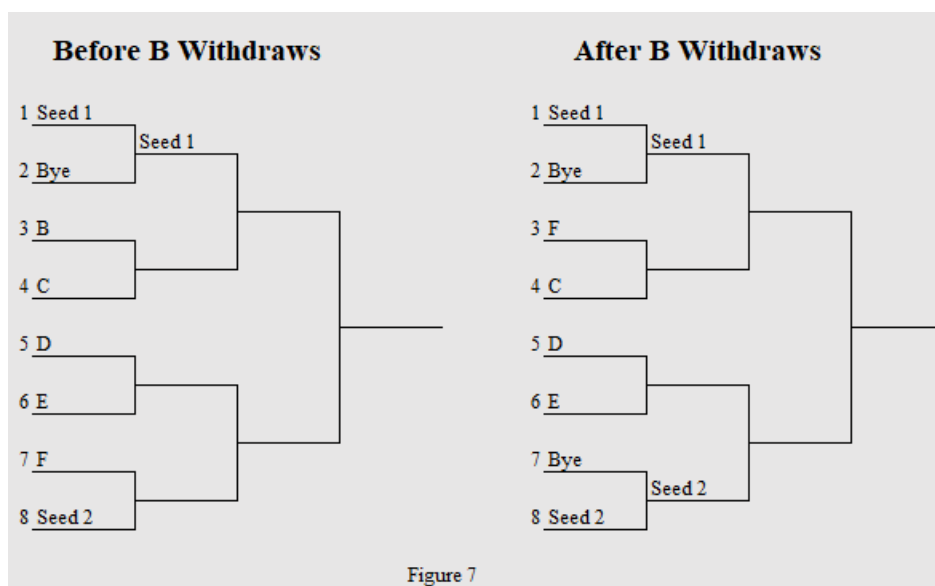 Before B Withdraws
1 Seed 1
Seed 1
2 Bye
3 B
4 C
5 D
6 E
7 F
8 Seed 2
After B Withdraws
1 Seed 1
Seed 1
2 Bye
3 F
4 C
5 D
6 E
7 Bye
Seed 2
8 Seed 2
Figure 7